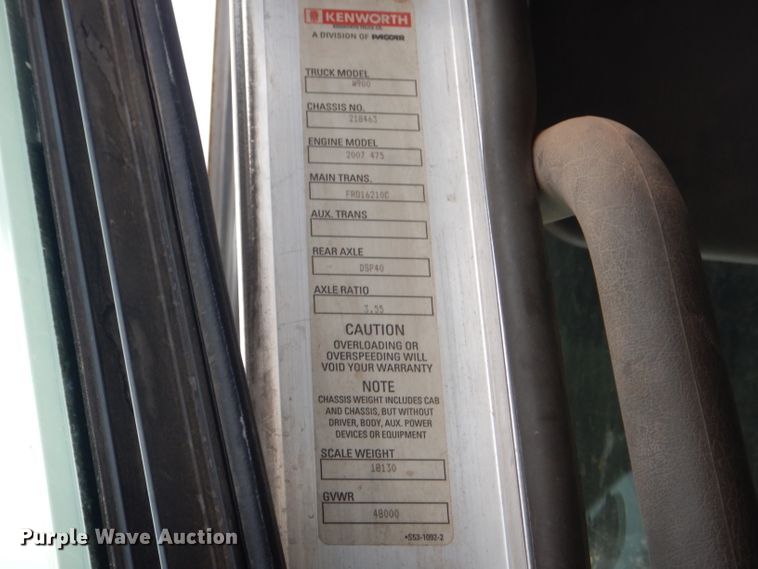 KENWORTH
A DIVISION OF PACCAR
TRUCK MODEL
W900
CHASSIS NO.
218463
ENGINE MODEL
2007 475
MAIN TRANS.
FRO16210C
AUX. TRANS
REAR AXLE
DSP40
AXLE RATIO
3.55
CAUTION
OVERLOADING OR
OVERSPEEDING WILL
VOID YOUR WARRANTY
NOTE
CHASSIS WEIGHT INCLUDES CAB
AND CHASSIS, BUT WITHOUT
DRIVER, BODY, AUX. POWER
DEVICES OR EQUIPMENT
SCALE WEIGHT
18130
GVWR
48000
•S53-1092-2
Purple Wave Auction